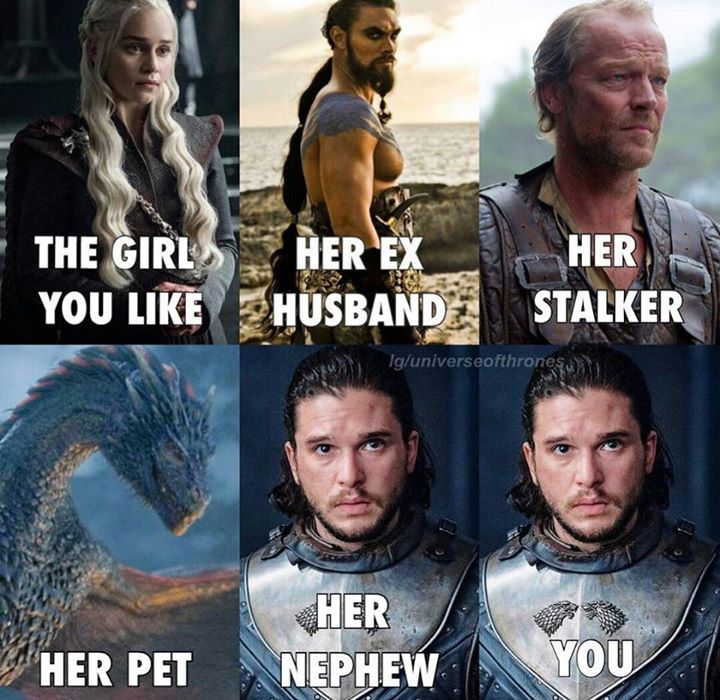 THE GIRL
YOU LIKE
HER EX
HUSBAND
HER
STALKER
Ig/universeofthrones
HER PET
HER
NEPHEW
YOU